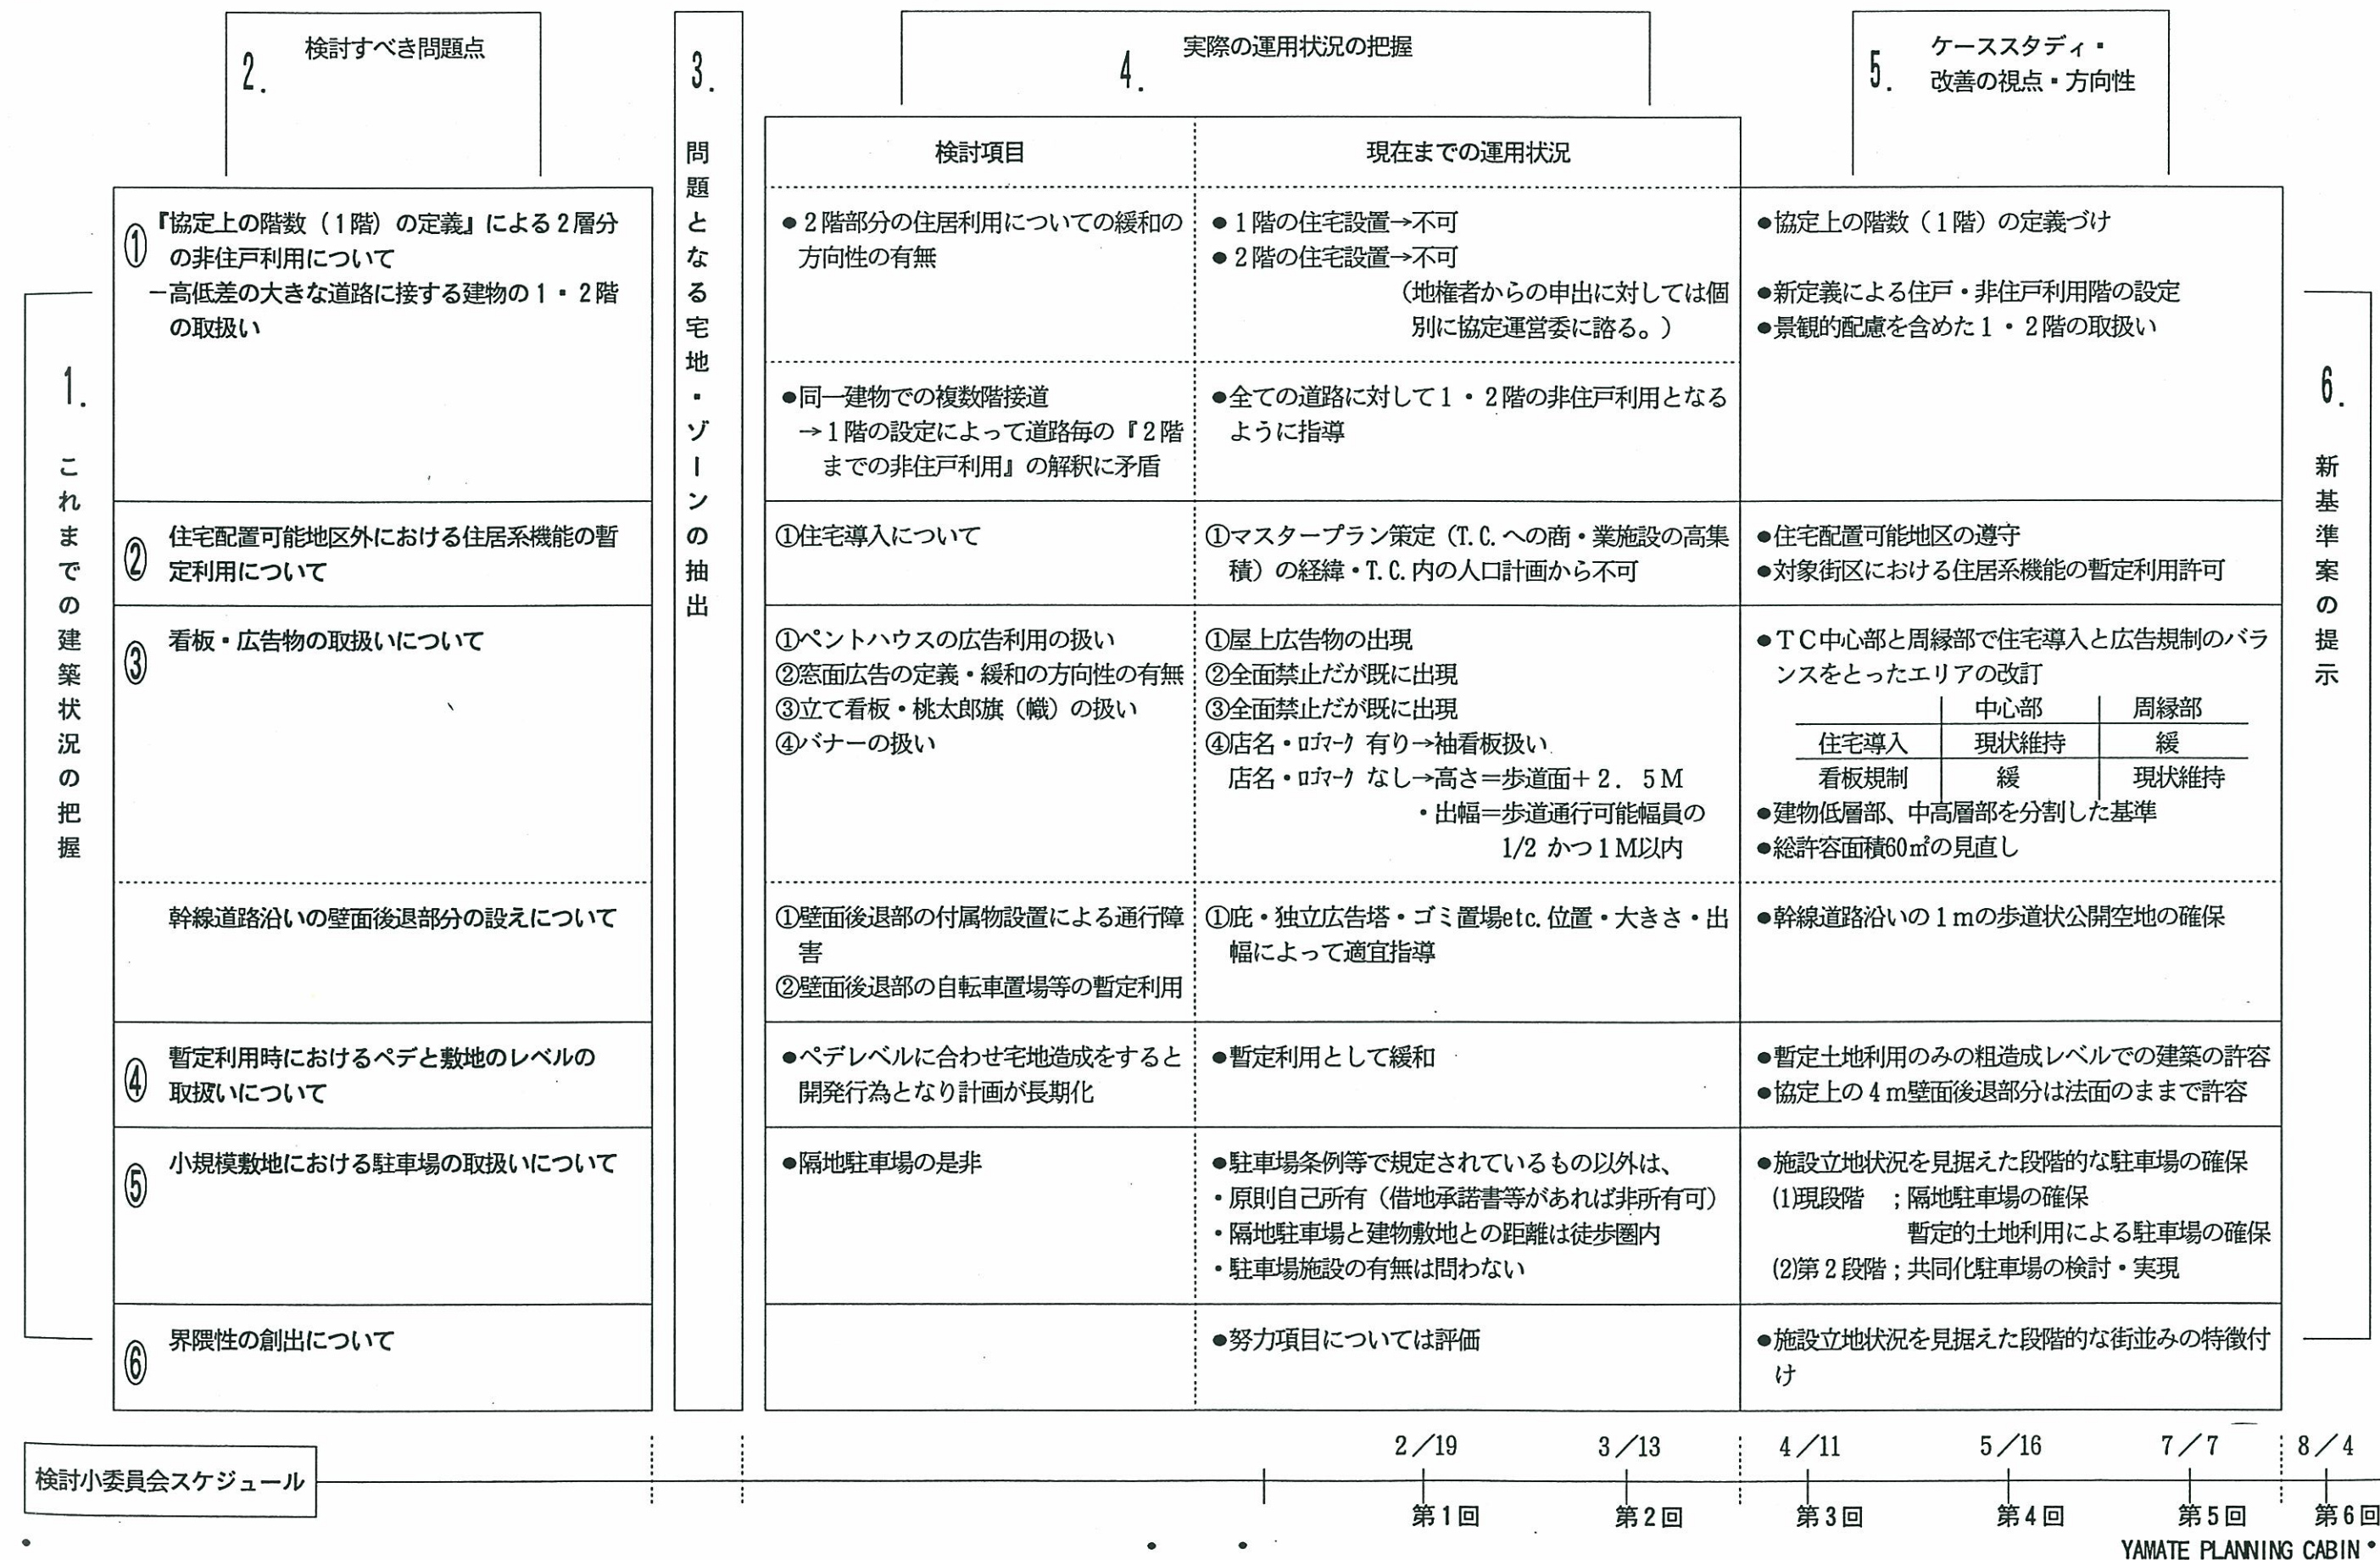 1.
これまでの建築状況の把握
2.
検討すべき問題点
①
『協定上の階数（1階）の定義』による2層分
の非住戸利用について
－高低差の大きな道路に接する建物の1・2階
の取扱い
②
住宅配置可能地区外における住居系機能の暫
定利用について
③
看板・広告物の取扱いについて
幹線道路沿いの壁面後退部分の設えについて
④
暫定利用時におけるペデと敷地のレベルの
取扱いについて
⑤
小規模敷地における駐車場の取扱いについて
⑥
界隈性の創出について
3.
問題となる宅地・ゾーンの抽出
4.
実際の運用状況の把握
検討項目
現在までの運用状況
●2階部分の住居利用についての緩和の
方向性の有無
●1階の住宅設置→不可
●2階の住宅設置→不可
（地権者からの申出に対しては個
別に協定運営委に諮る。）
●同一建物での複数階接道
→1階の設定によって道路毎の『2階
までの非住戸利用』の解釈に矛盾
●全ての道路に対して1・2階の非住戸利用となる
ように指導
①住宅導入について
①マスタープラン策定（T.C.への商・業施設の高集
積）の経緯・T.C.内の人口計画から不可
①ペントハウスの広告利用の扱い
②窓面広告の定義・緩和の方向性の有無
③立て看板・桃太郎旗（幟）の扱い
④バナーの扱い
①屋上広告物の出現
②全面禁止だが既に出現
③全面禁止だが既に出現
④店名・ﾛｺﾞﾏｰｸ 有り→袖看板扱い
店名・ﾛｺﾞﾏｰｸ なし→高さ＝歩道面＋2．5M
・出幅＝歩道通行可能幅員の
1/2 かつ1M以内
①壁面後退部の付属物設置による通行障
害
②壁面後退部の自転車置場等の暫定利用
①庇・独立広告塔・ゴミ置場etc.位置・大きさ・出
幅によって適宜指導
●ペデレベルに合わせ宅地造成をすると
開発行為となり計画が長期化
●暫定利用として緩和
●隔地駐車場の是非
●駐車場条例等で規定されているもの以外は、
・原則自己所有（借地承諾書等があれば非所有可）
・隔地駐車場と建物敷地との距離は徒歩圏内
・駐車場施設の有無は問わない
●努力項目については評価
5.
ケーススタディ・
改善の視点・方向性
●協定上の階数（1階）の定義づけ
●新定義による住戸・非住戸利用階の設定
●景観的配慮を含めた1・2階の取扱い
●住宅配置可能地区の遵守
●対象街区における住居系機能の暫定利用許可
●TC中心部と周縁部で住宅導入と広告規制のバラ
ンスをとったエリアの改訂
中心部 周縁部
住宅導入 現状維持 緩
看板規制 緩 現状維持
●建物低層部、中高層部を分割した基準
●総許容面積60㎡の見直し
●幹線道路沿いの1mの歩道状公開空地の確保
●暫定土地利用のみの粗造成レベルでの建築の許容
●協定上の4m壁面後退部分は法面のままで許容
●施設立地状況を見据えた段階的な駐車場の確保
(1)現段階　；隔地駐車場の確保
暫定的土地利用による駐車場の確保
(2)第2段階；共同化駐車場の検討・実現
●施設立地状況を見据えた段階的な街並みの特徴付
け
6.
新基準案の提示
検討小委員会スケジュール
2／19 3／13 4／11 5／16 7／7 8／4
第1回 第2回 第3回 第4回 第5回 第6回
YAMATE PLANNING CABIN